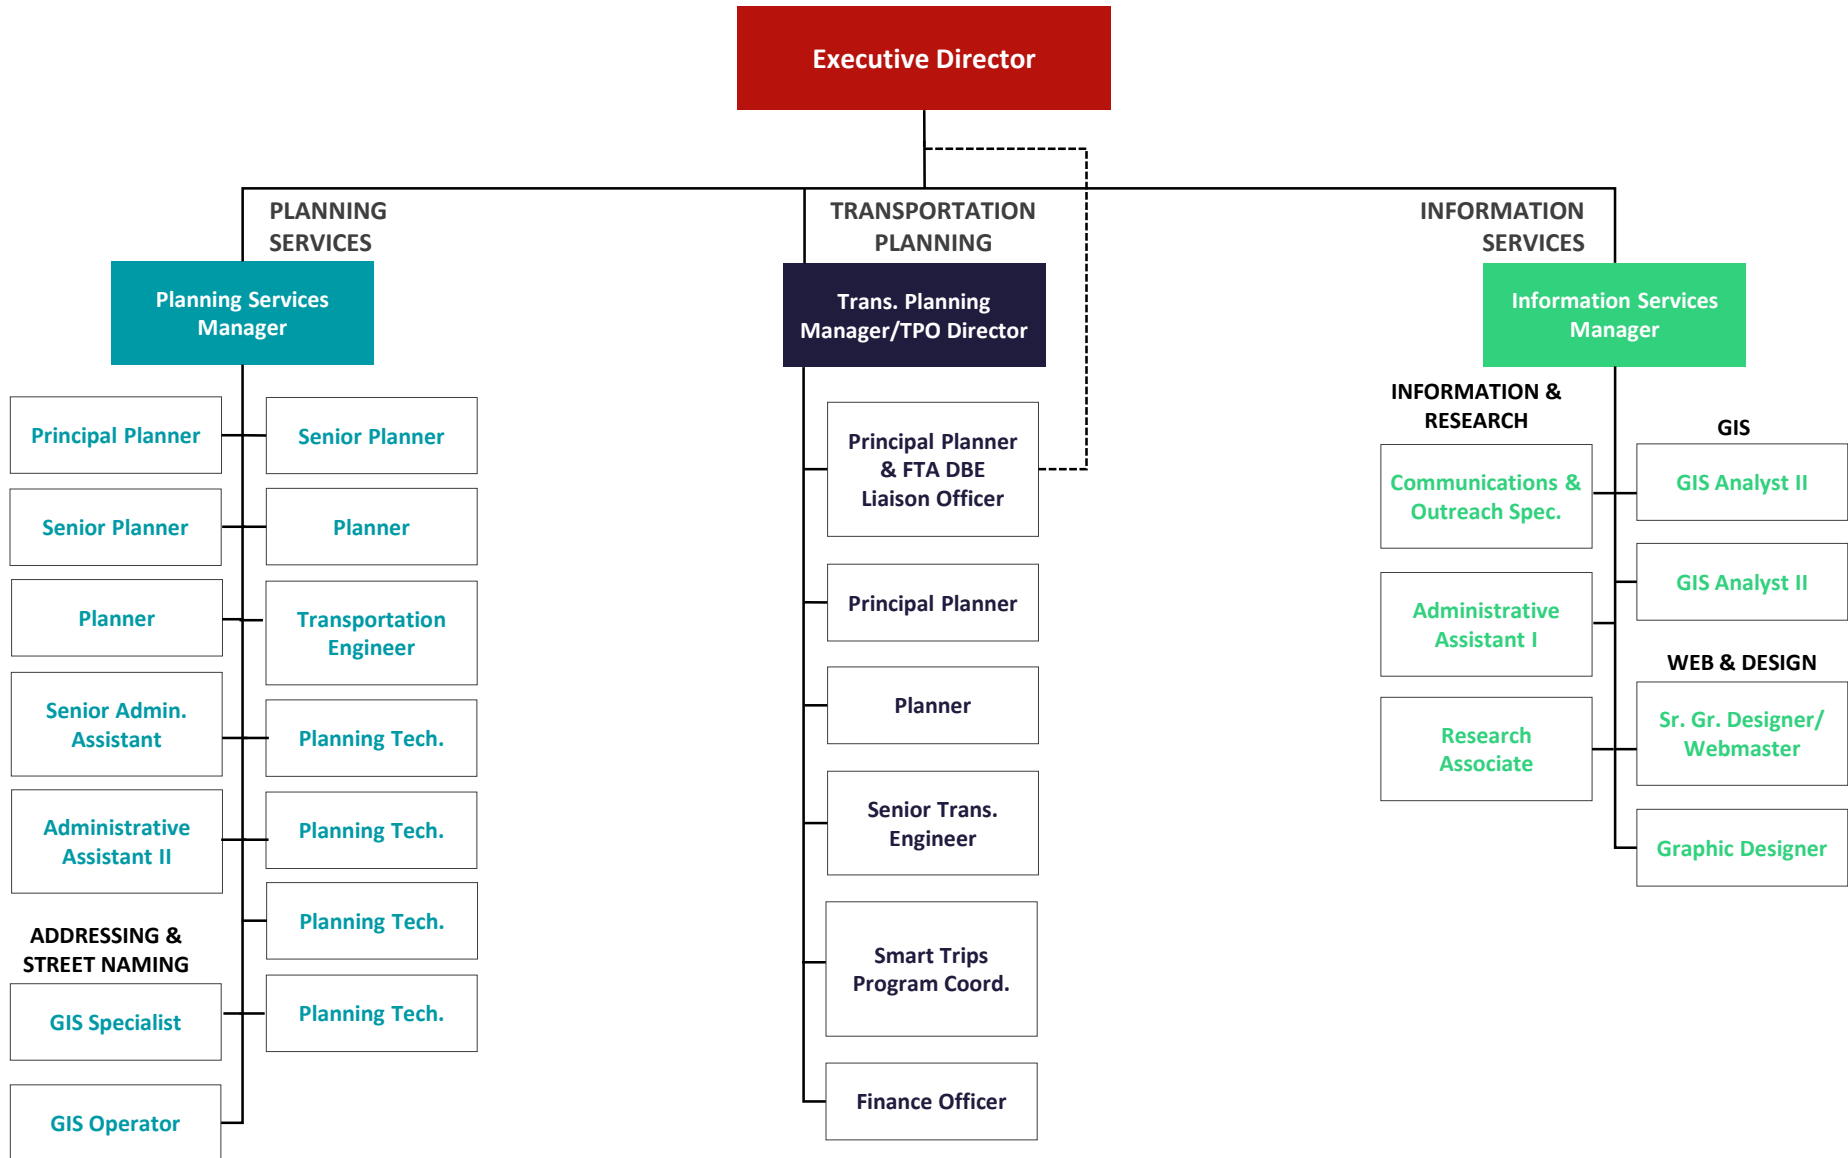 Executive Director
PLANNING
SERVICES
Planning Services
Manager
Principal Planner
Senior Planner
Senior Planner
Planner
Planner
Transportation
Engineer
Senior Admin.
Assistant
Planning Tech.
Administrative
Assistant II
Planning Tech.
Planning Tech.
ADDRESSING &
STREET NAMING
GIS Specialist
Planning Tech.
GIS Operator
TRANSPORTATION
PLANNING
Trans. Planning
Manager/TPO Director
Principal Planner
& FTA DBE
Liaison Officer
Principal Planner
Planner
Senior Trans.
Engineer
Smart Trips
Program Coord.
Finance Officer
INFORMATION
SERVICES
Information Services
Manager
INFORMATION &
RESEARCH
Communications &
Outreach Spec.
Administrative
Assistant I
Research
Associate
GIS
GIS Analyst II
GIS Analyst II
WEB & DESIGN
Sr. Gr. Designer/
Webmaster
Graphic Designer